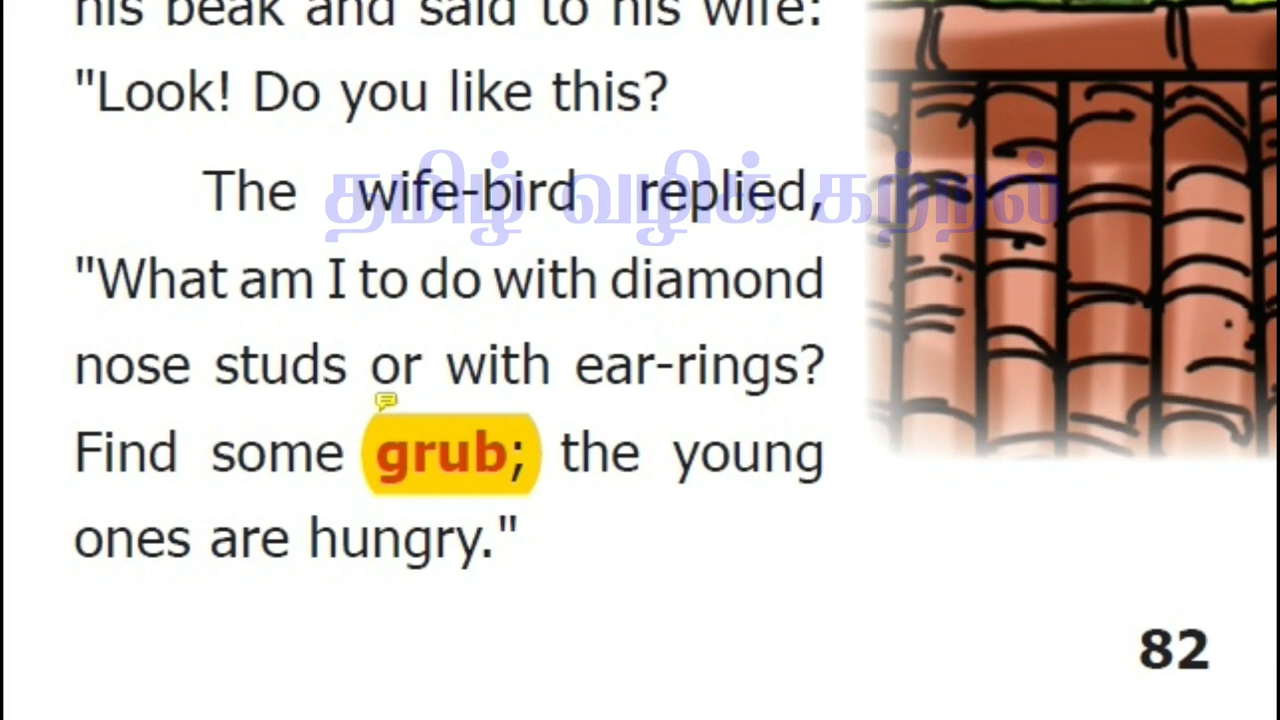 his beak and said to his wife:
"Look! Do you like this?
The wife-bird replied,
தமிழ் வழிக் கற்றல்
"What am I to do with diamond
nose studs or with ear-rings?
Find some grub; the young
ones are hungry."
82